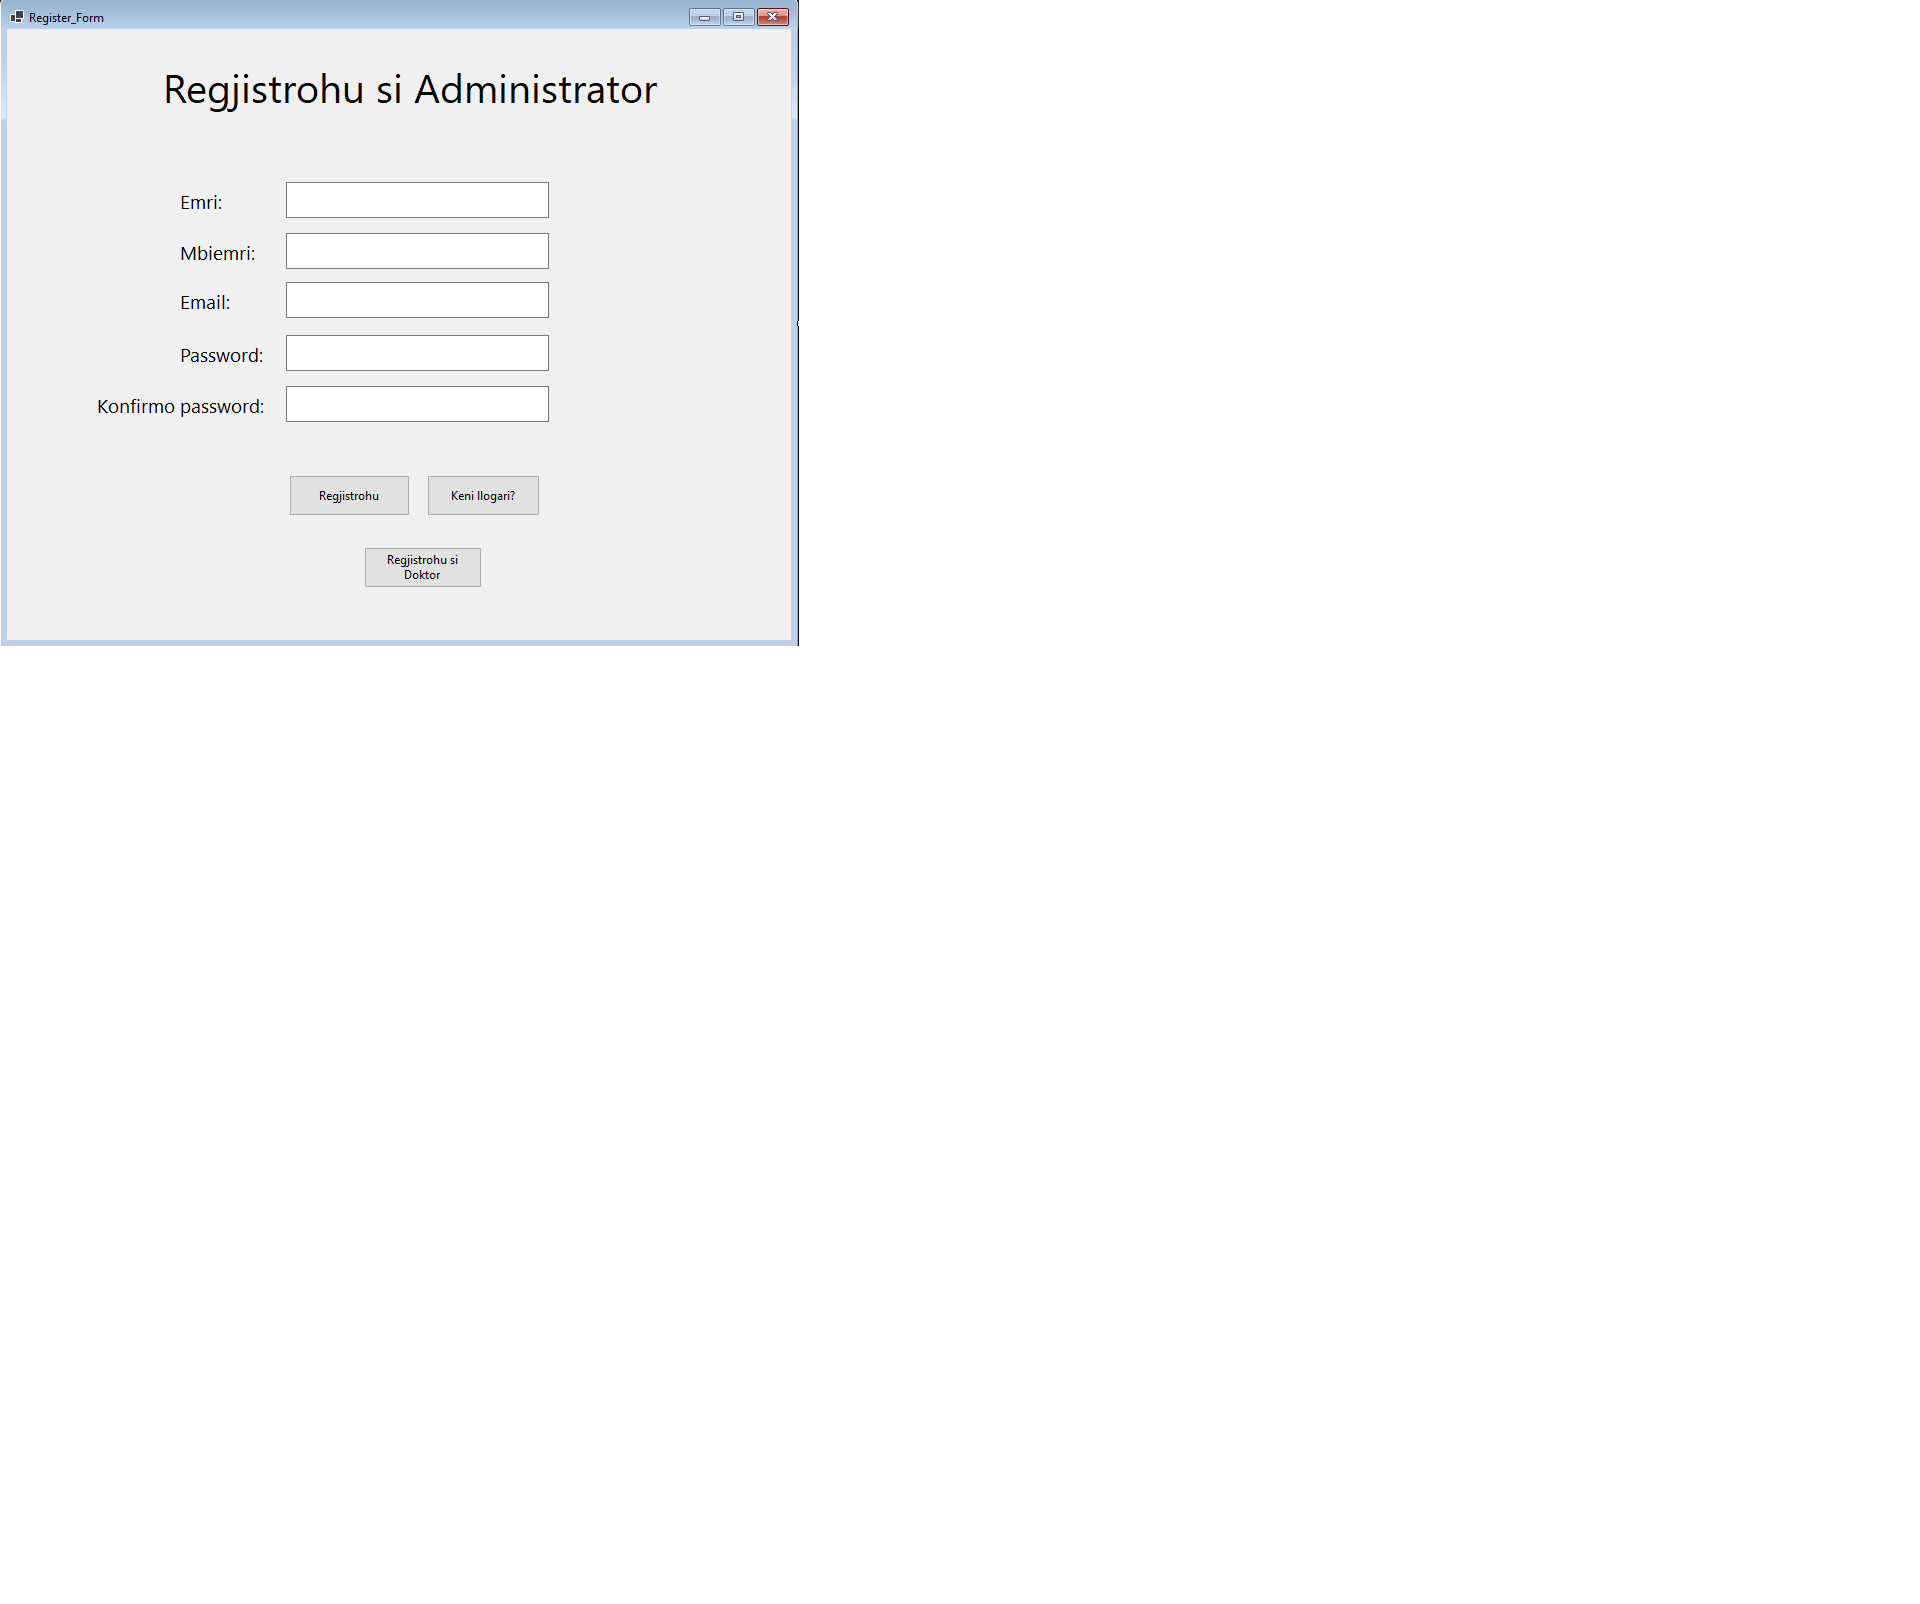 Register_Form
Regjistrohu si Administrator
Emri:
Mbiemri:
Email:
Password:
Konfirmo password:
Regjistrohu
Keni llogari?
Regjistrohu si
Doktor